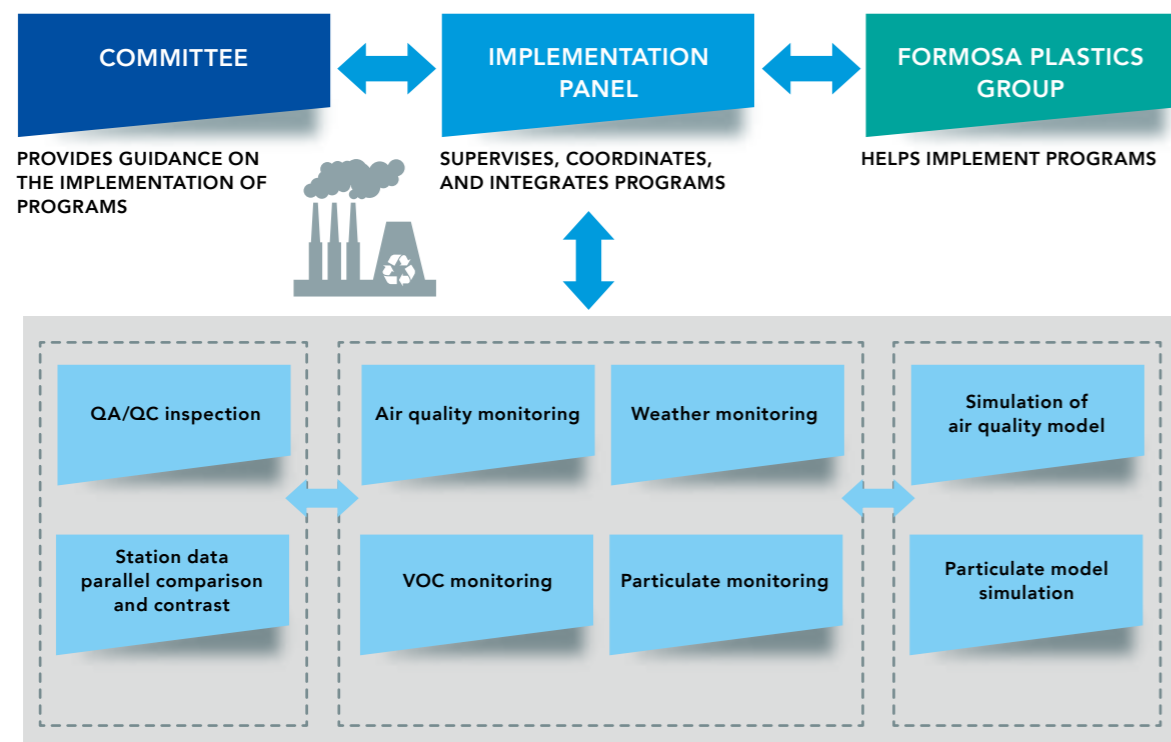 COMMITTEE
IMPLEMENTATION
PANEL
FORMOSA PLASTICS
GROUP
PROVIDES GUIDANCE ON
THE IMPLEMENTATION OF
PROGRAMS
SUPERVISES, COORDINATES,
AND INTEGRATES PROGRAMS
HELPS IMPLEMENT PROGRAMS
QA/QC inspection
Air quality monitoring
Weather monitoring
Simulation of
air quality model
Station data
parallel comparison
and contrast
VOC monitoring
Particulate monitoring
Particulate model
simulation